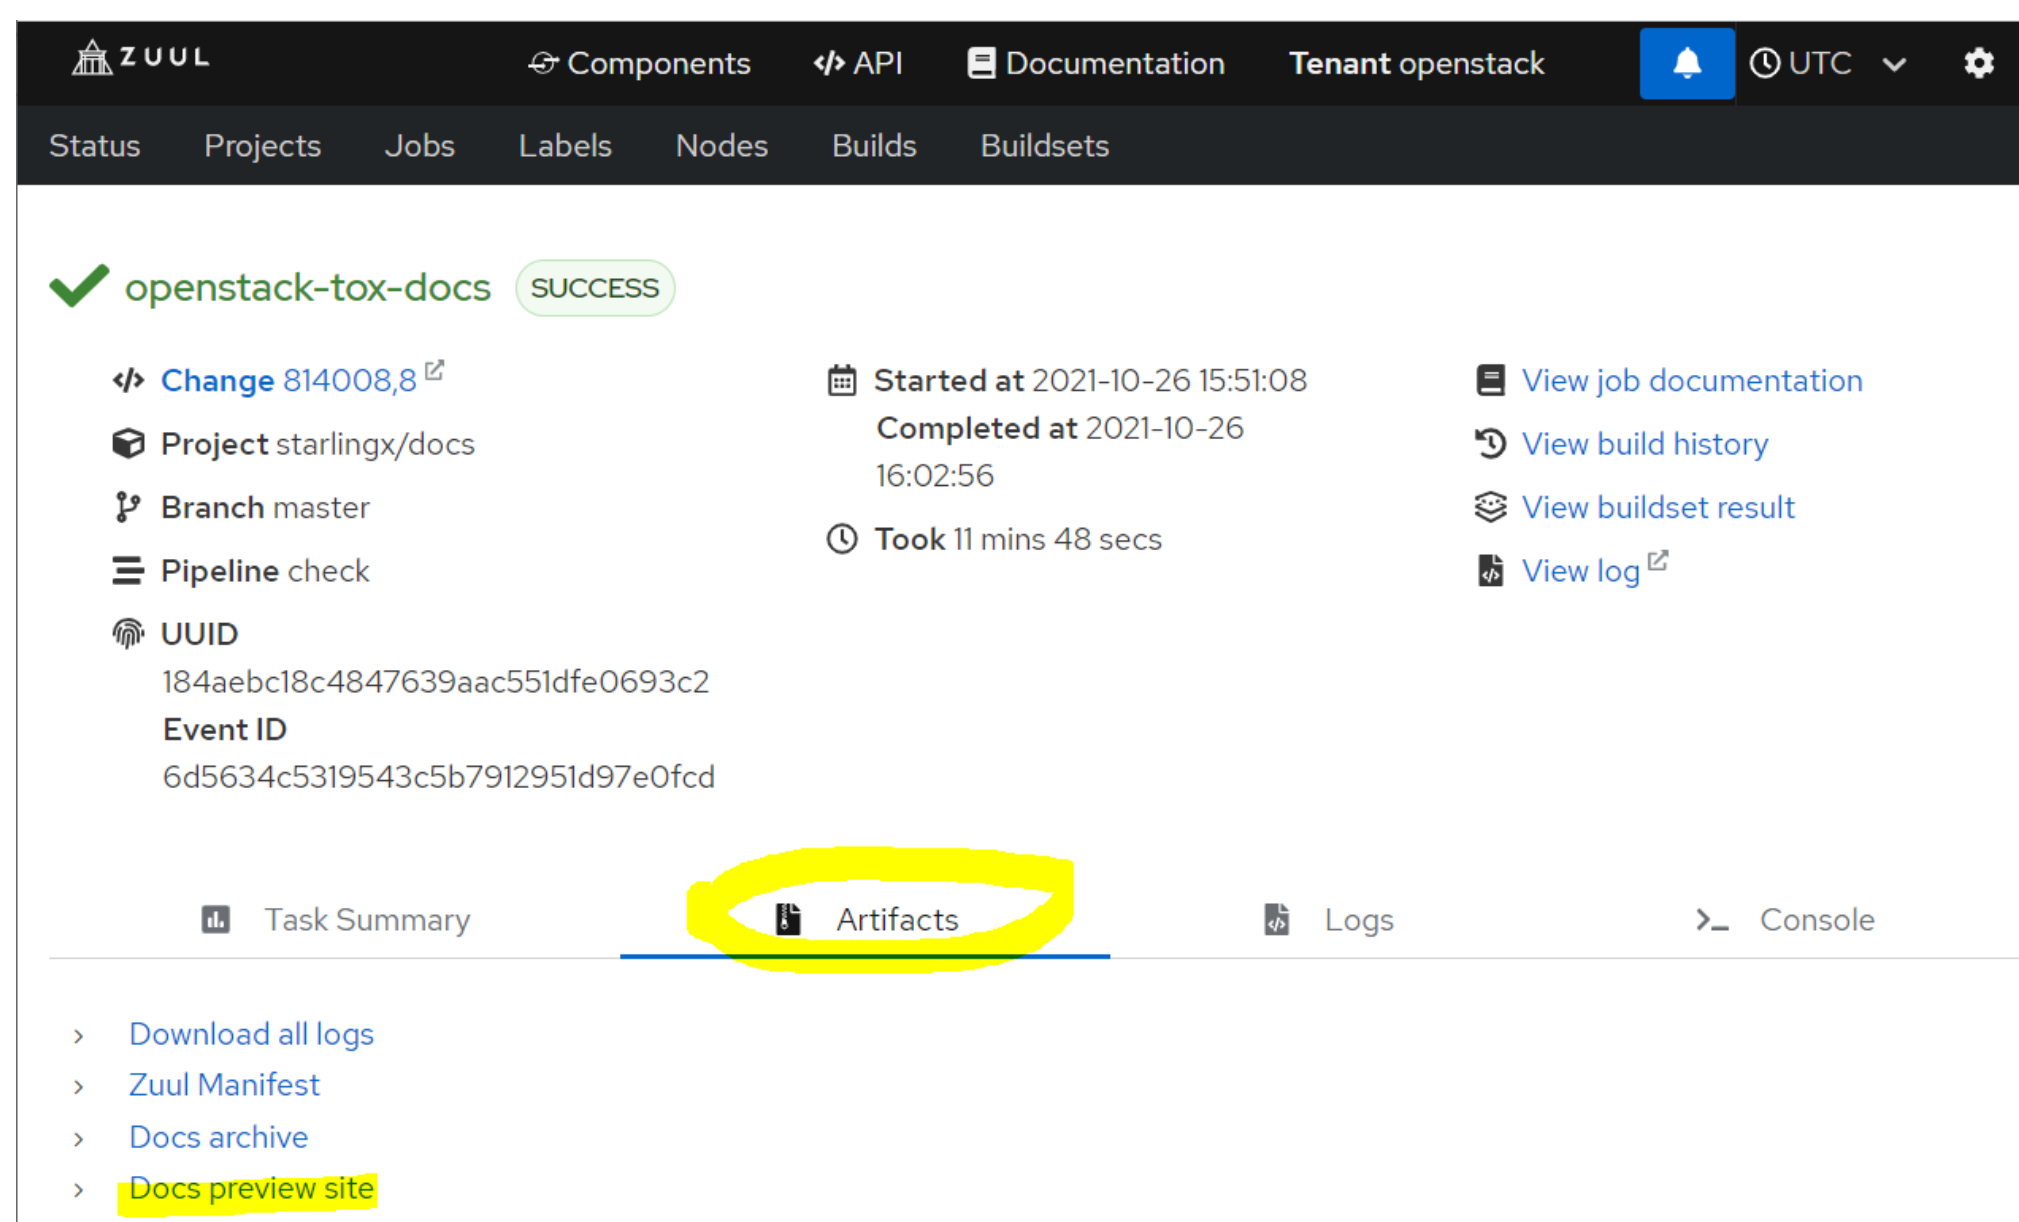 ZUUL Components API Documentation Tenant openstack UTC
Status Projects Jobs Labels Nodes Builds Buildsets
openstack-tox-docs SUCCESS
Change 814008,8
Project starlingx/docs
Branch master
Pipeline check
UUID
184aebc18c4847639aac551dfe0693c2
Event ID
6d5634c5319543c5b7912951d97e0fcd
Started at 2021-10-26 15:51:08
Completed at 2021-10-26
16:02:56
Took 11 mins 48 secs
View job documentation
View build history
View buildset result
View log
Task Summary Artifacts Logs Console
Download all logs
Zuul Manifest
Docs archive
Docs preview site